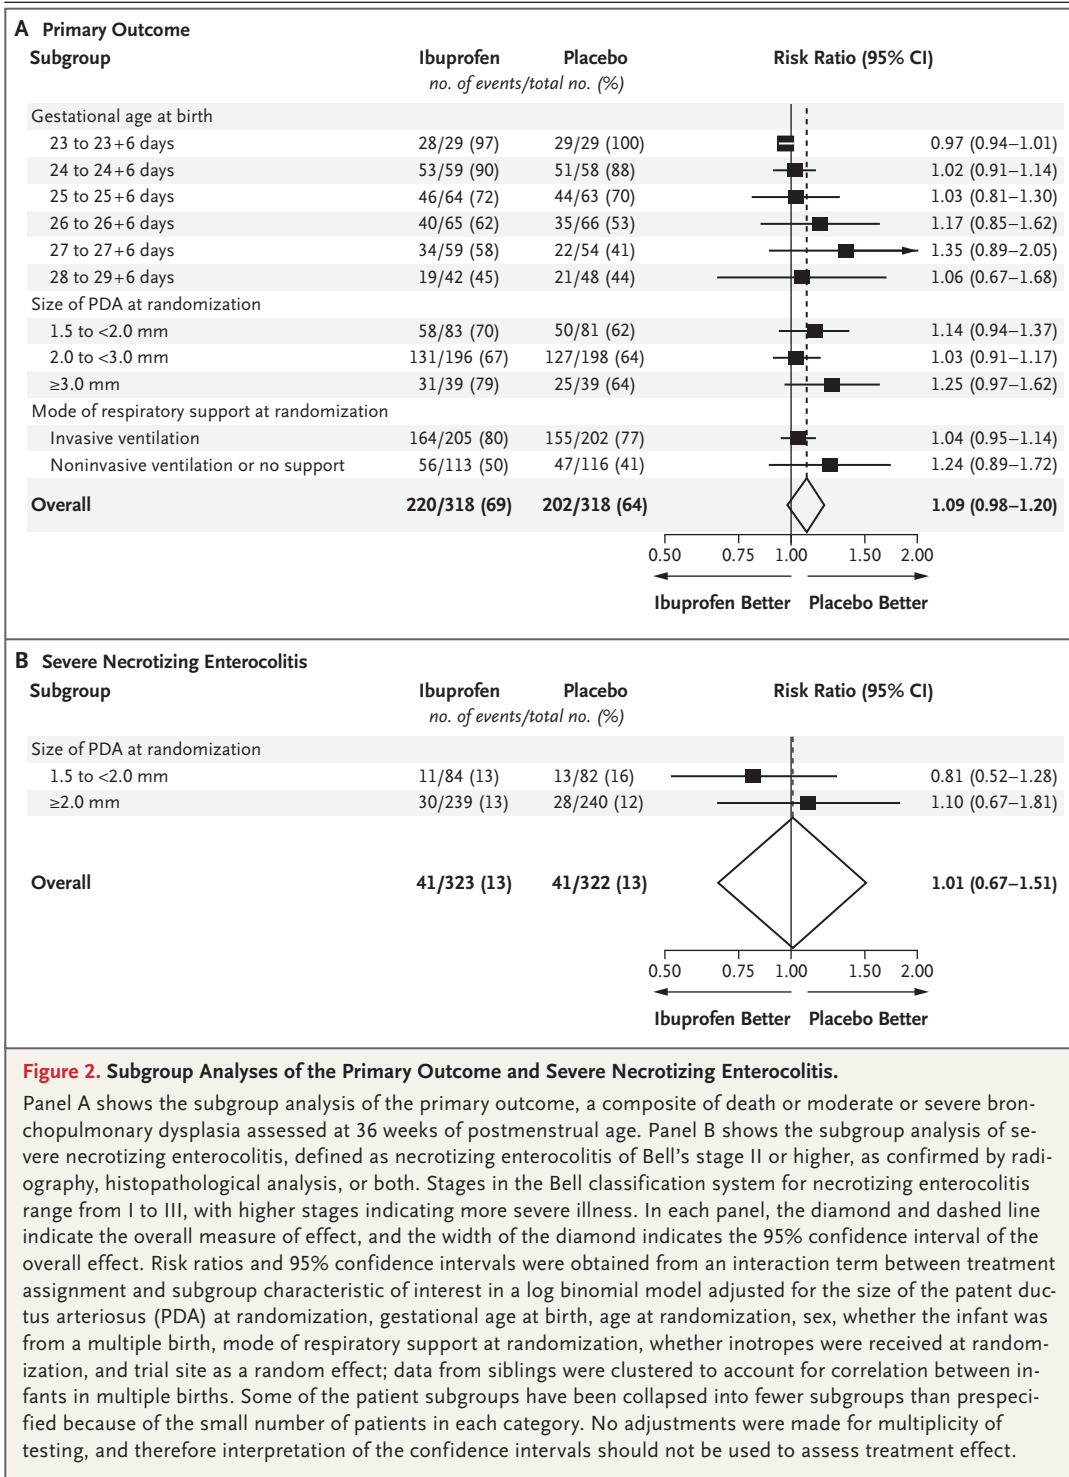 A Primary Outcome
Subgroup Ibuprofen Placebo Risk Ratio (95% CI)
no. of events/total no. (%)
Gestational age at birth
23 to 23+6 days 28/29 (97) 29/29 (100) 0.97 (0.94–1.01)
24 to 24+6 days 53/59 (90) 51/58 (88) 1.02 (0.91–1.14)
25 to 25+6 days 46/64 (72) 44/63 (70) 1.03 (0.81–1.30)
26 to 26+6 days 40/65 (62) 35/66 (53) 1.17 (0.85–1.62)
27 to 27+6 days 34/59 (58) 22/54 (41) 1.35 (0.89–2.05)
28 to 29+6 days 19/42 (45) 21/48 (44) 1.06 (0.67–1.68)
Size of PDA at randomization
1.5 to <2.0 mm 58/83 (70) 50/81 (62) 1.14 (0.94–1.37)
2.0 to <3.0 mm 131/196 (67) 127/198 (64) 1.03 (0.91–1.17)
≥3.0 mm 31/39 (79) 25/39 (64) 1.25 (0.97–1.62)
Mode of respiratory support at randomization
Invasive ventilation 164/205 (80) 155/202 (77) 1.04 (0.95–1.14)
Noninvasive ventilation or no support 56/113 (50) 47/116 (41) 1.24 (0.89–1.72)
Overall 220/318 (69) 202/318 (64) 1.09 (0.98–1.20)
0.50 0.75 1.00 1.50 2.00
Ibuprofen Better Placebo Better
B Severe Necrotizing Enterocolitis
Subgroup Ibuprofen Placebo Risk Ratio (95% CI)
no. of events/total no. (%)
Size of PDA at randomization
1.5 to <2.0 mm 11/84 (13) 13/82 (16) 0.81 (0.52–1.28)
≥2.0 mm 30/239 (13) 28/240 (12) 1.10 (0.67–1.81)
Overall 41/323 (13) 41/322 (13) 1.01 (0.67–1.51)
0.50 0.75 1.00 1.50 2.00
Ibuprofen Better Placebo Better
Figure 2. Subgroup Analyses of the Primary Outcome and Severe Necrotizing Enterocolitis.
Panel A shows the subgroup analysis of the primary outcome, a composite of death or moderate or severe bron-
chopulmonary dysplasia assessed at 36 weeks of postmenstrual age. Panel B shows the subgroup analysis of se-
vere necrotizing enterocolitis, defined as necrotizing enterocolitis of Bell's stage II or higher, as confirmed by radi-
ography, histopathological analysis, or both. Stages in the Bell classification system for necrotizing enterocolitis
range from I to III, with higher stages indicating more severe illness. In each panel, the diamond and dashed line
indicate the overall measure of effect, and the width of the diamond indicates the 95% confidence interval of the
overall effect. Risk ratios and 95% confidence intervals were obtained from an interaction term between treatment
assignment and subgroup characteristic of interest in a log binomial model adjusted for the size of the patent duc-
tus arteriosus (PDA) at randomization, gestational age at birth, age at randomization, sex, whether the infant was
from a multiple birth, mode of respiratory support at randomization, whether inotropes were received at random-
ization, and trial site as a random effect; data from siblings were clustered to account for correlation between in-
fants in multiple births. Some of the patient subgroups have been collapsed into fewer subgroups than prespeci-
fied because of the small number of patients in each category. No adjustments were made for multiplicity of
testing, and therefore interpretation of the confidence intervals should not be used to assess treatment effect.